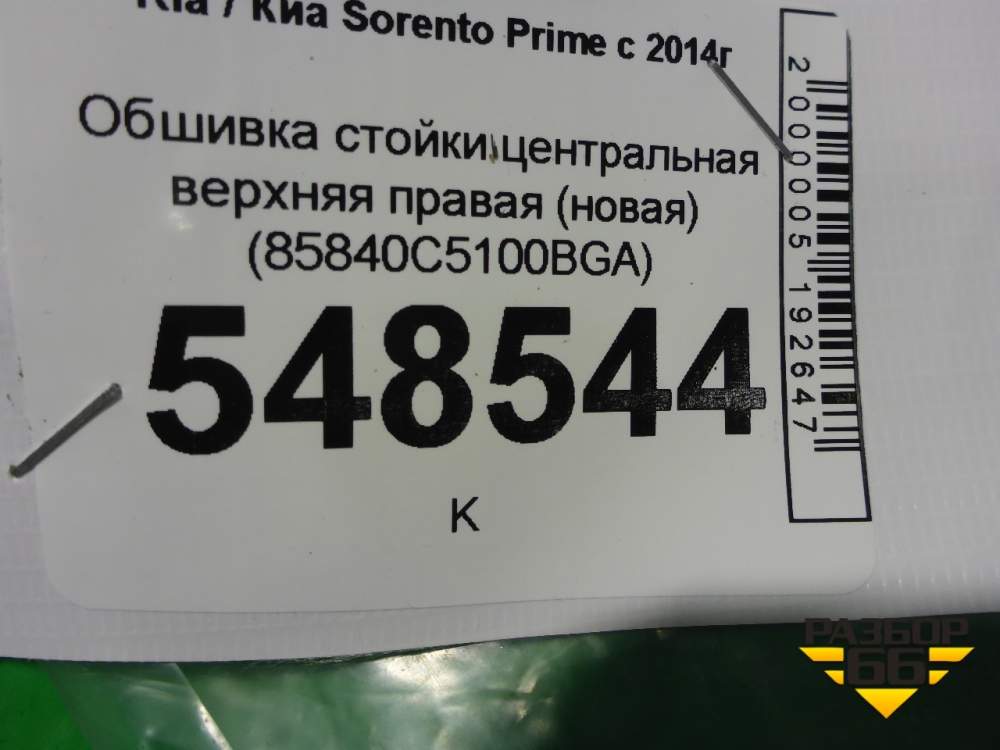 Kia / Киа Sorento Prime с 2014г
Обшивка стойки центральная
верхняя правая (новая)
(85840C5100BGA)
548544
К
2000005192647
РАЗБОР
66